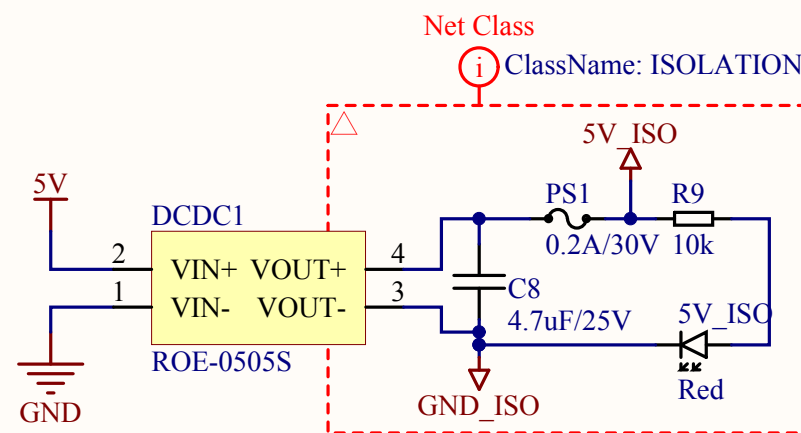 Net Class
i
ClassName: ISOLATION
5V_ISO
5V
PS1
R9
DCDC1
0.2A/30V
10k
2
VIN+
VOUT+
4
1
VIN-
VOUT-
3
C8
4.7uF/25V
5V_ISO
ROE-0505S
Red
GND
GND_ISO